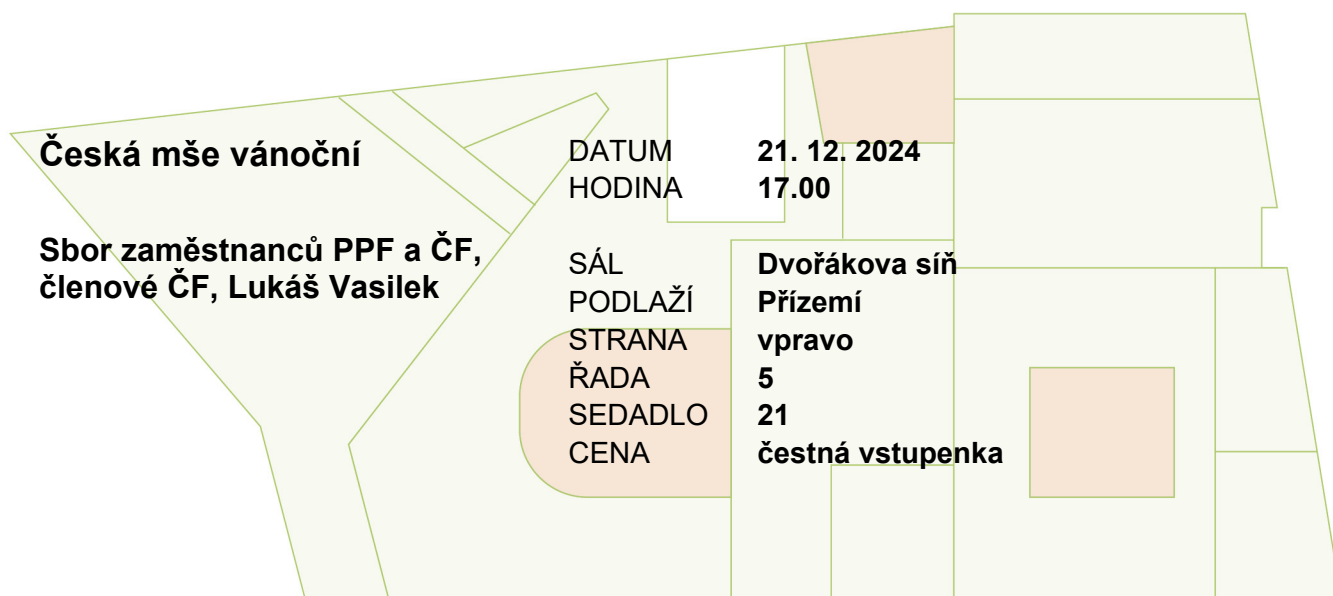 Česká mše vánoční
Sbor zaměstnanců PPF a ČF,
členové ČF, Lukáš Vasilek
DATUM 21. 12. 2024
HODINA 17.00
SÁL Dvořákova síň
PODLAŽÍ Přízemí
STRANA vpravo
ŘADA 5
SEDADLO 21
CENA čestná vstupenka